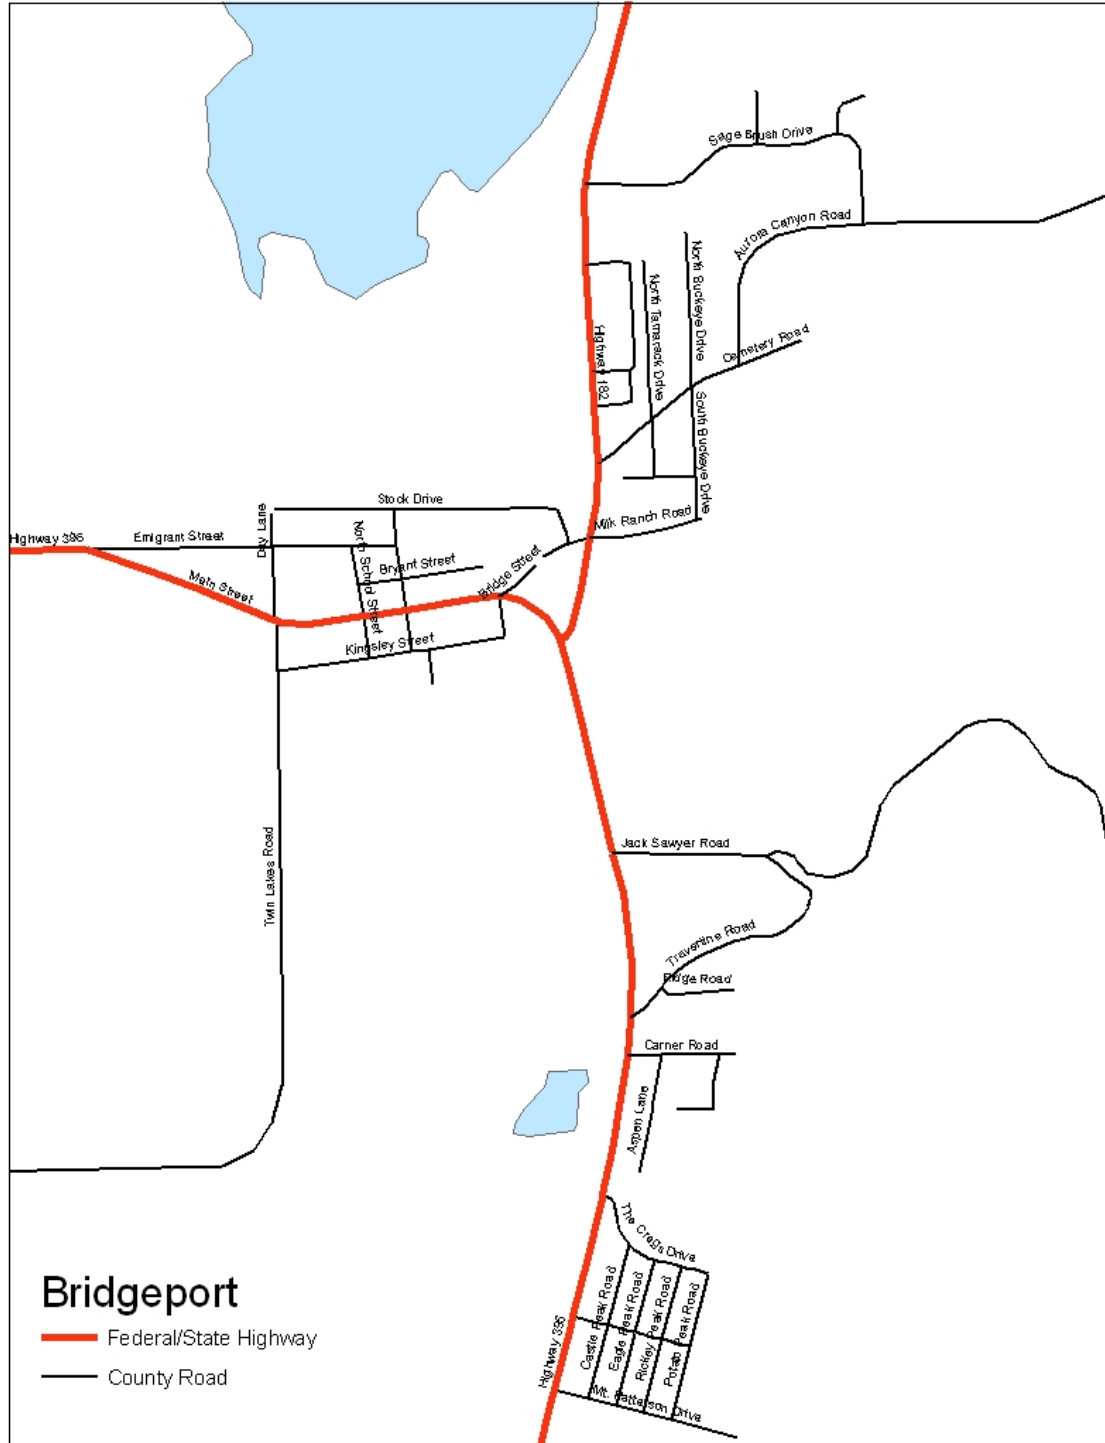 Sage Brush Drive
Aurora Canyon Road
North Buckeye Drive
North Tamarack Drive
Highway 182
Cemetery Road
South Buckeye Drive
Stock Drive
Milk Ranch Road
Day Lane
Highway 395
Emigrant Street
North School Street
Bryant Street
Bridge Street
Main Street
Kingsley Street
Jack Sawyer Road
Twin Lakes Road
Travertine Road
Ridge Road
Carner Road
Aspen Lane
The Crags Drive
Castle Peak Road
Eagle Peak Road
Rickey Peak Road
Potato Peak Road
Highway 395
Mt. Patterson Drive
Bridgeport
Federal/State Highway
County Road